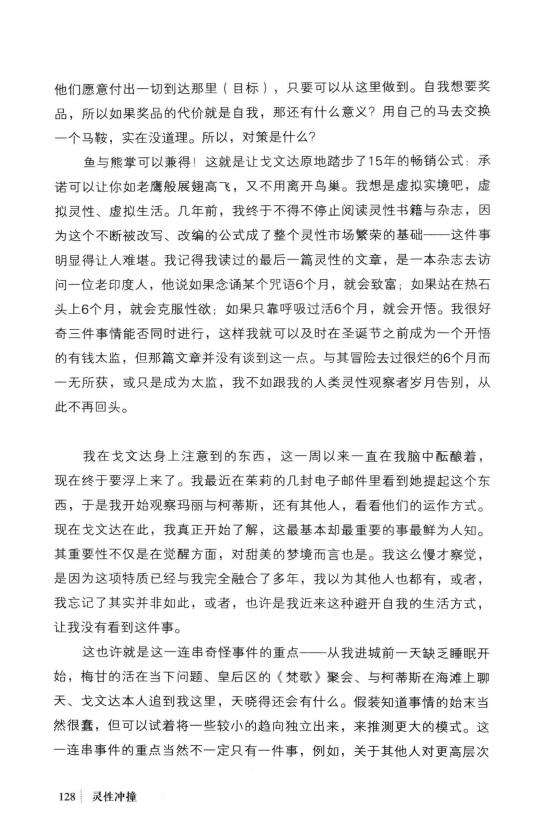 他们愿意付出一切到达那里（目标），只要可以从这里做到。自我想要奖
品，所以如果奖品的代价就是自我，那还有什么意义？用自己的马去交换
一个马鞍，实在没道理。所以，对策是什么？
鱼与熊掌可以兼得！这就是让戈文达原地踏步了15年的畅销公式：承
诺可以让你如老鹰般展翅高飞，又不用离开鸟巢。我想是虚拟实境吧，虚
拟灵性、虚拟生活。几年前，我终于不得不停止阅读灵性书籍与杂志，因
为这个不断被改写、改编的公式成了整个灵性市场繁荣的基础——这件事
明显得让人难堪。我记得我读过的最后一篇灵性的文章，是一本杂志去访
问一位老印度人，他说如果念诵某个咒语6个月，就会致富；如果站在热石
头上6个月，就会克服性欲；如果只靠呼吸过活6个月，就会开悟。我很好
奇三件事情能否同时进行，这样我就可以及时在圣诞节之前成为一个开悟
的有钱太监，但那篇文章并没有谈到这一点。与其冒险去过很烂的6个月而
一无所获，或只是成为太监，我不如跟我的人类灵性观察者岁月告别，从
此不再回头。
我在戈文达身上注意到的东西，这一周以来一直在我脑中酝酿着，
现在终于要浮上来了。我最近在茱莉的几封电子邮件里看到她提起这个东
西，于是我开始观察玛丽与柯蒂斯，还有其他人，看看他们的运作方式。
现在戈文达在此，我真正开始了解，这最基本却最重要的事最鲜为人知。
其重要性不仅是在觉醒方面，对甜美的梦境而言也是。我这么慢才察觉，
是因为这项特质已经与我完全融合了多年，我以为其他人也都有，或者，
我忘记了其实并非如此，或者，也许是我近来这种避开自我的生活方式，
让我没有看到这件事。
这也许就是这一连串奇怪事件的重点——从我进城前一天缺乏睡眠开
始，梅甘的活在当下问题、皇后区的《梵歌》聚会、与柯蒂斯在海滩上聊
天、戈文达本人追到我这里，天晓得还会有什么。假装知道事情的始末当
然很蠢，但可以试着将一些较小的趋向独立出来，来推测更大的模式。这
一连串事件的重点当然不一定只有一件事，例如，关于其他人对更高层次
128 灵性冲撞